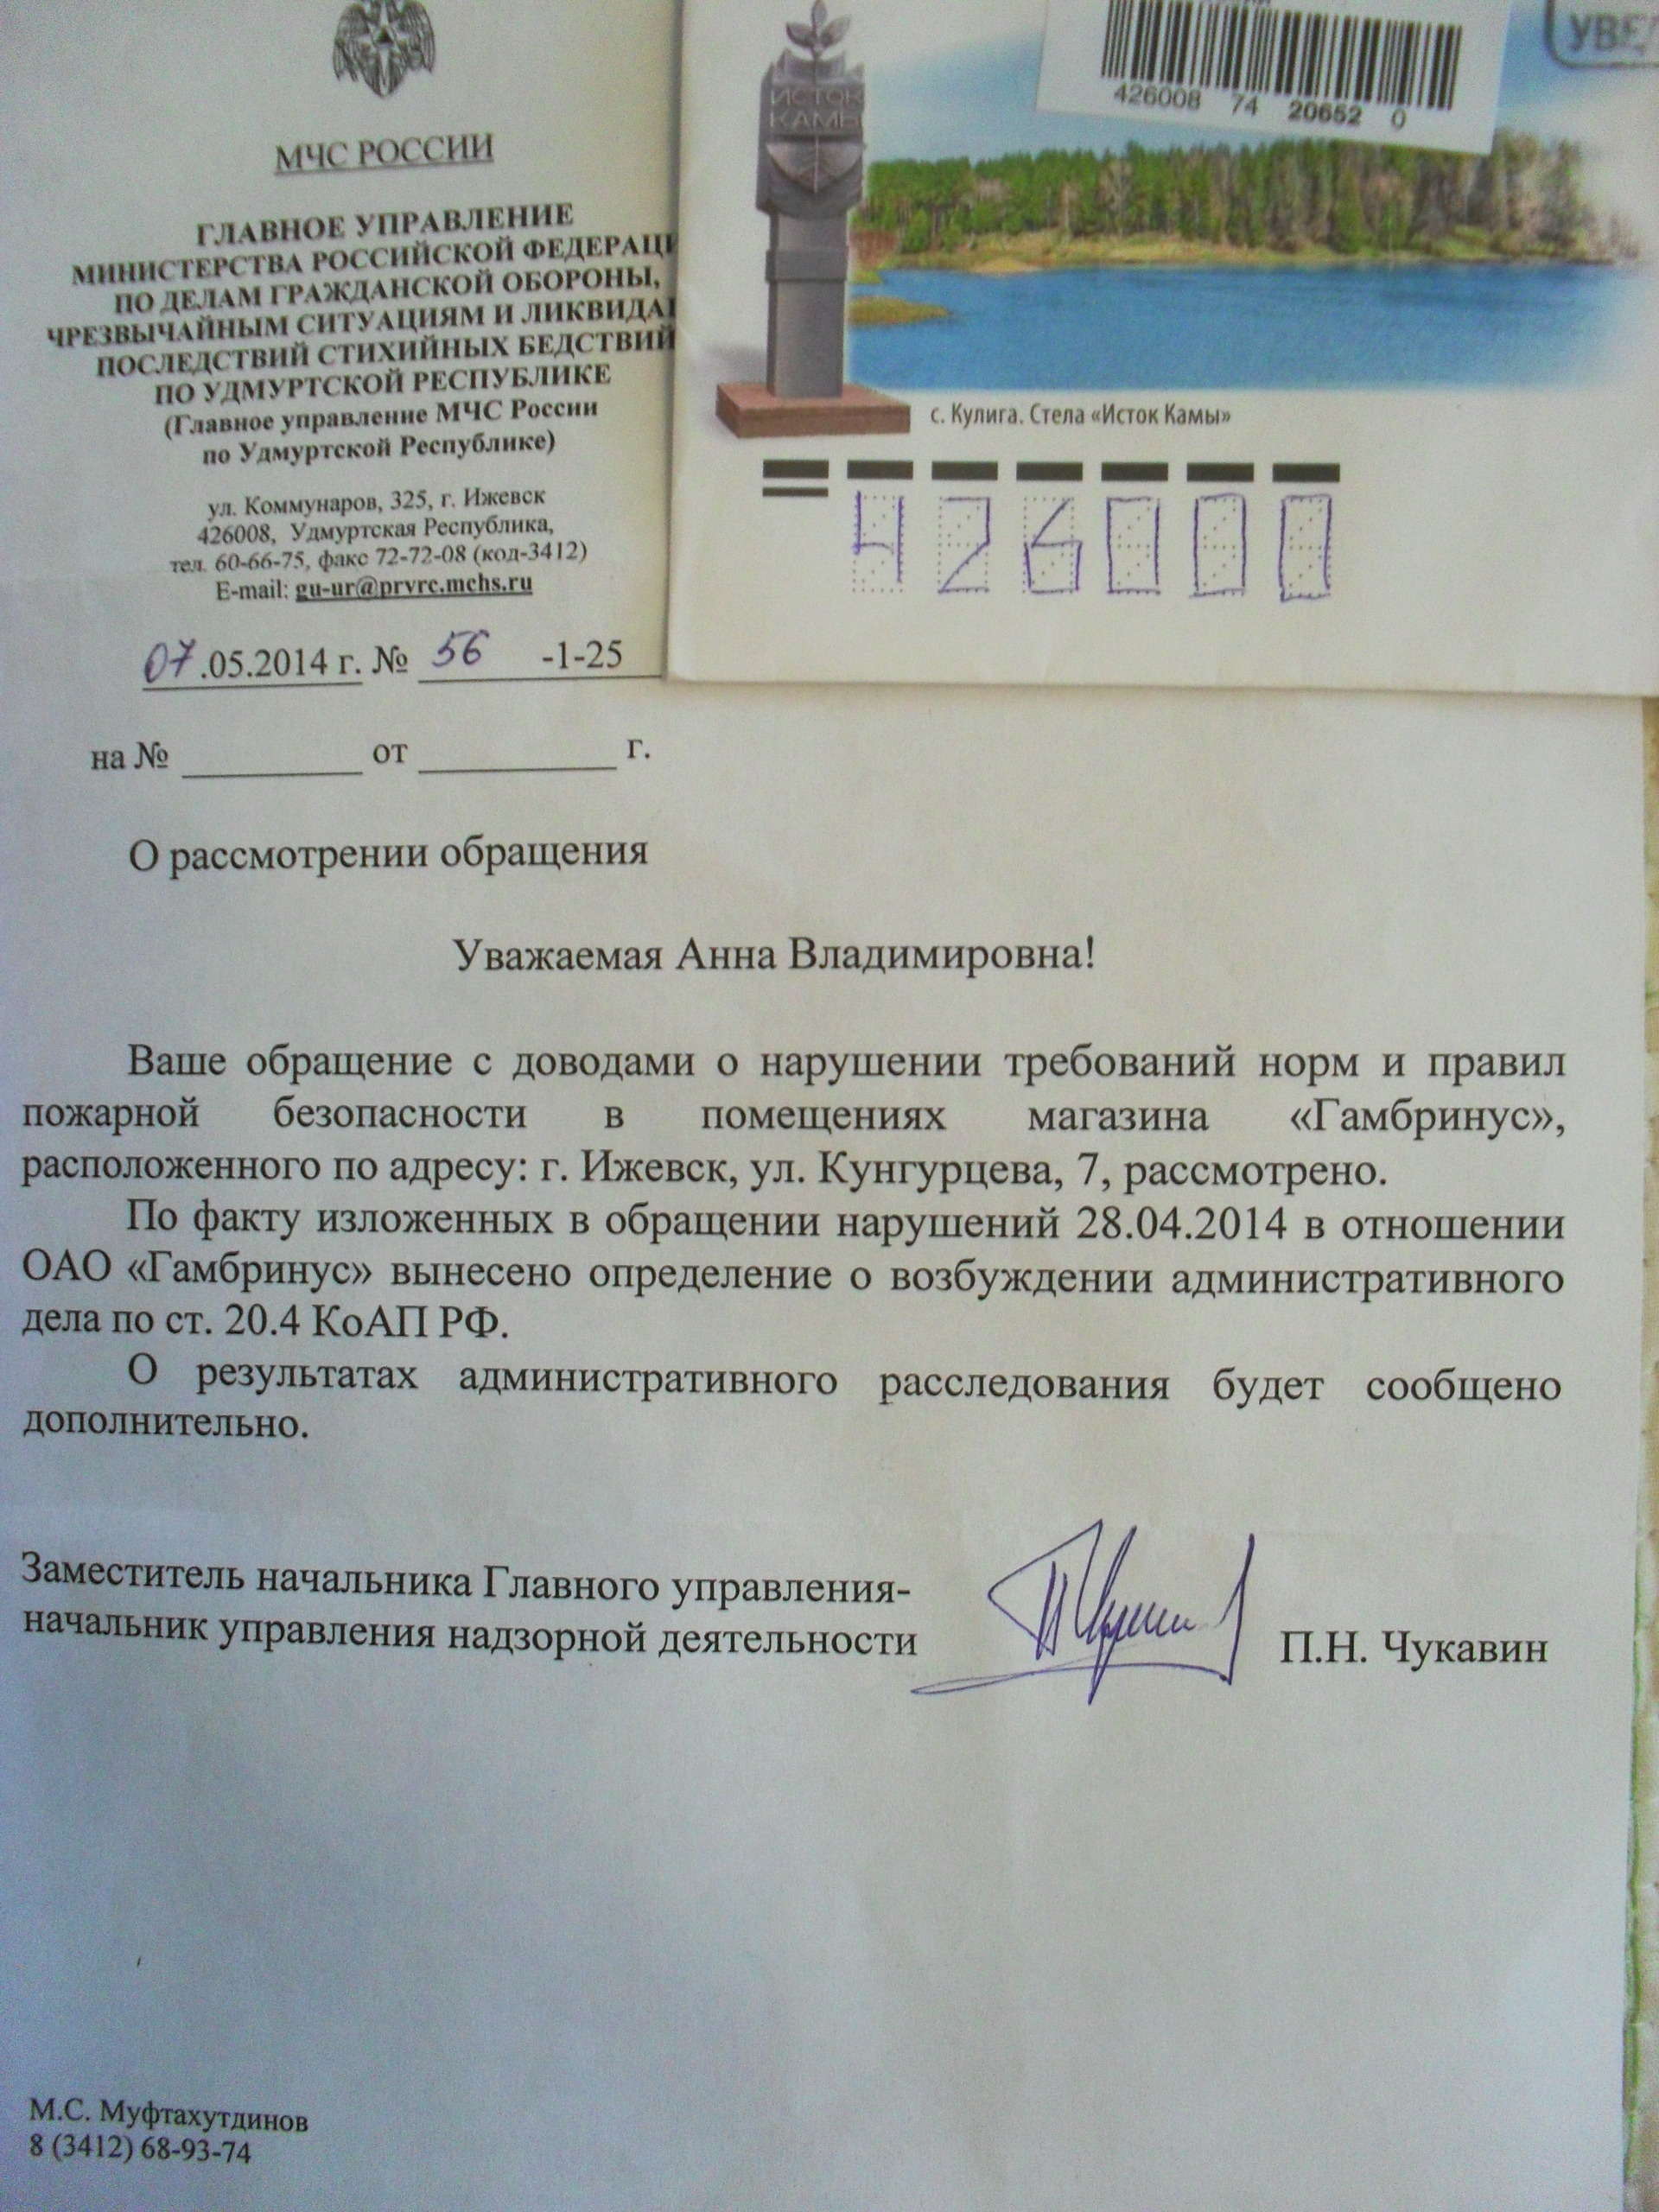 МЧС РОССИИ
ГЛАВНОЕ УПРАВЛЕНИЕ
МИНИСТЕРСТВА РОССИЙСКОЙ ФЕДЕРАЦИ
ПО ДЕЛАМ ГРАЖДАНСКОЙ ОБОРОНЫ,
ЧРЕЗВЫЧАЙНЫМ СИТУАЦИЯМ И ЛИКВИДА
ПОСЛЕДСТВИЙ СТИХИЙНЫХ БЕДСТВИЙ
ПО УДМУРТСКОЙ РЕСПУБЛИКЕ
(Главное управление МЧС России
по Удмуртской Республике)
ул. Коммунаров, 325, г. Ижевск
426008, Удмуртская Республика,
тел. 60-66-75, факс 72-72-08 (код-3412)
E-mail: gu-ur@prvrc.mchs.ru
07.05.2014 г. № 56 -1-25
на № от г.
ИСТОК
КАМЫ
426008 74 20652 0
УВЕ
с. Кулига. Стела «Исток Камы»
426000
О рассмотрении обращения
Уважаемая Анна Владимировна!
Ваше обращение с доводами о нарушении требований норм и правил
пожарной безопасности в помещениях магазина «Гамбринус»,
расположенного по адресу: г. Ижевск, ул. Кунгурцева, 7, рассмотрено.
По факту изложенных в обращении нарушений 28.04.2014 в отношении
ОАО «Гамбринус» вынесено определение о возбуждении административного
дела по ст. 20.4 КоАП РФ.
О результатах административного расследования будет сообщено
дополнительно.
Заместитель начальника Главного управления-
начальник управления надзорной деятельности П.Н. Чукавин
М.С. Муфтахутдинов
8 (3412) 68-93-74